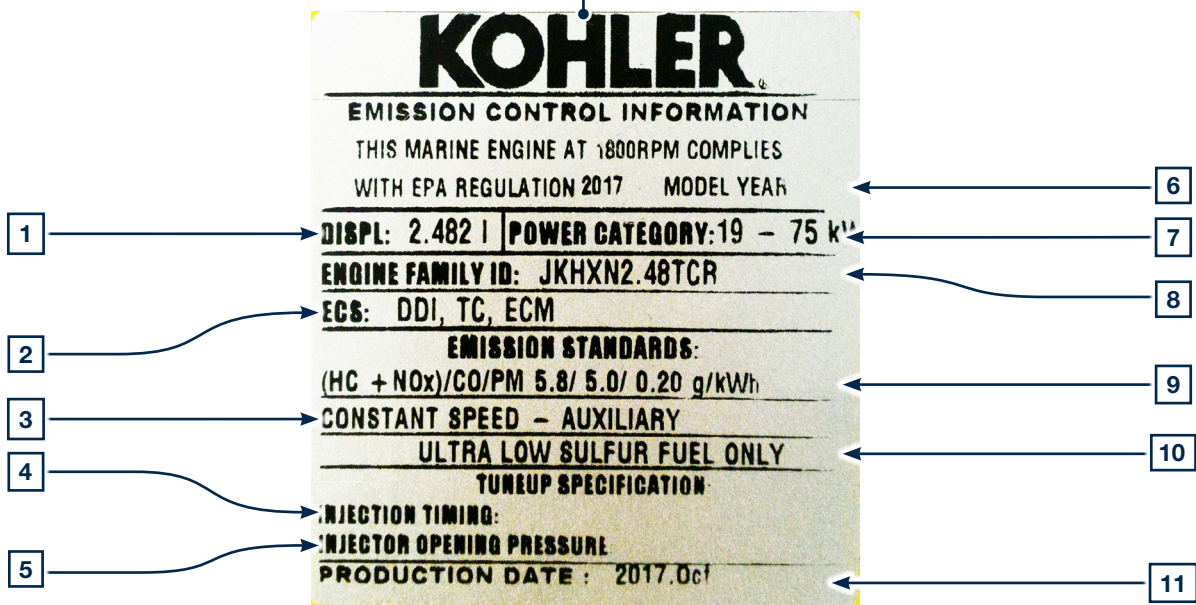 KOHLER®
EMISSION CONTROL INFORMATION
THIS MARINE ENGINE AT 1800RPM COMPLIES
WITH EPA REGULATION 2017 MODEL YEAR
6
1
DISPL: 2.482 l POWER CATEGORY: 19 – 75 kW
7
ENGINE FAMILY ID: JKHXN2.48TCR
8
ECS: DDI, TC, ECM
2
EMISSION STANDARDS:
(HC + NOx)/CO/PM 5.8/ 5.0/ 0.20 g/kWh
9
3
CONSTANT SPEED – AUXILIARY
ULTRA LOW SULFUR FUEL ONLY
10
4
TUNEUP SPECIFICATION
INJECTION TIMING:
INJECTOR OPENING PRESSURE
5
PRODUCTION DATE : 2017.Oct
11